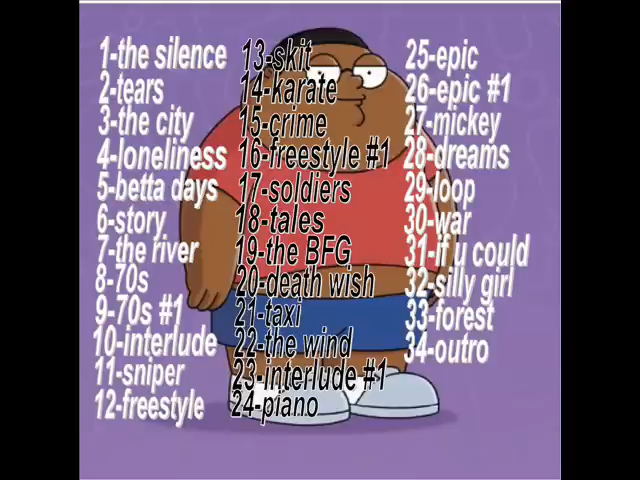 1-the silence
2-tears
3-the city
4-loneliness
5-betta days
6-story
7-the river
8-70s
9-70s #1
10-interlude
11-sniper
12-freestyle
13-skit
14-karate
15-crime
16-freestyle #1
17-soldiers
18-tales
19-the BFG
20-death wish
21-taxi
22-the wind
23-interlude #1
24-piano
25-epic
26-epic #1
27-mickey
28-dreams
29-loop
30-war
31-if u could
32-silly girl
33-forest
34-outro